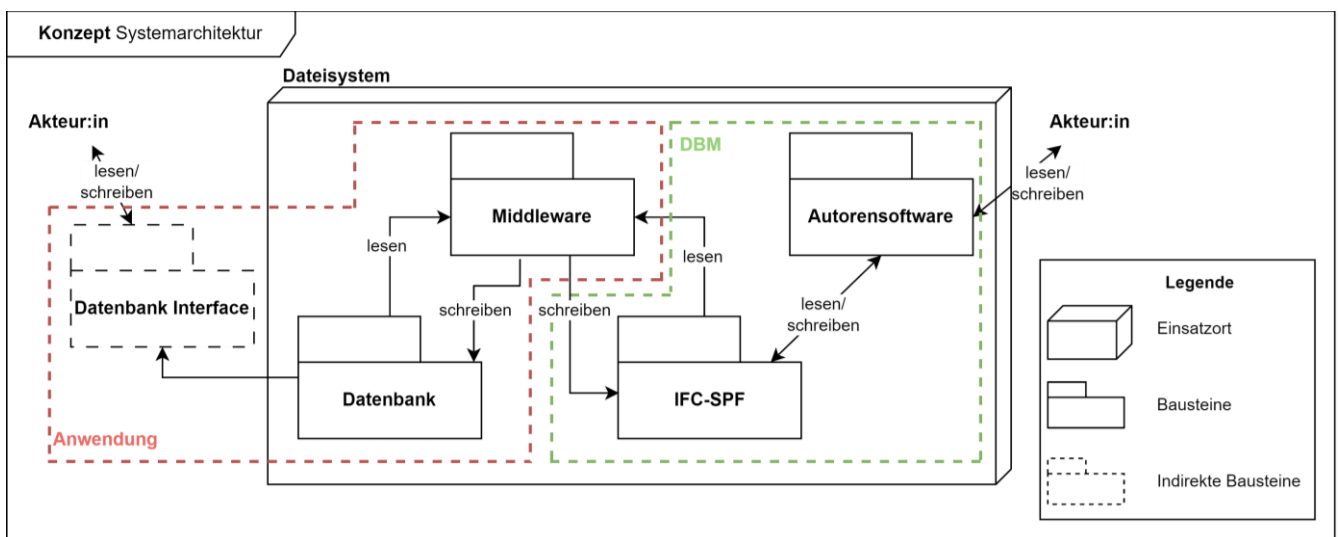 Konzept Systemarchitektur
Dateisystem
Akteur:in
lesen/
schreiben
Akteur:in
lesen/
schreiben
DBM
Middleware
Autorensoftware
lesen
lesen
Datenbank Interface
schreiben
schreiben
lesen/
schreiben
Datenbank
IFC-SPF
Anwendung
Legende
Einsatzort
Bausteine
Indirekte Bausteine